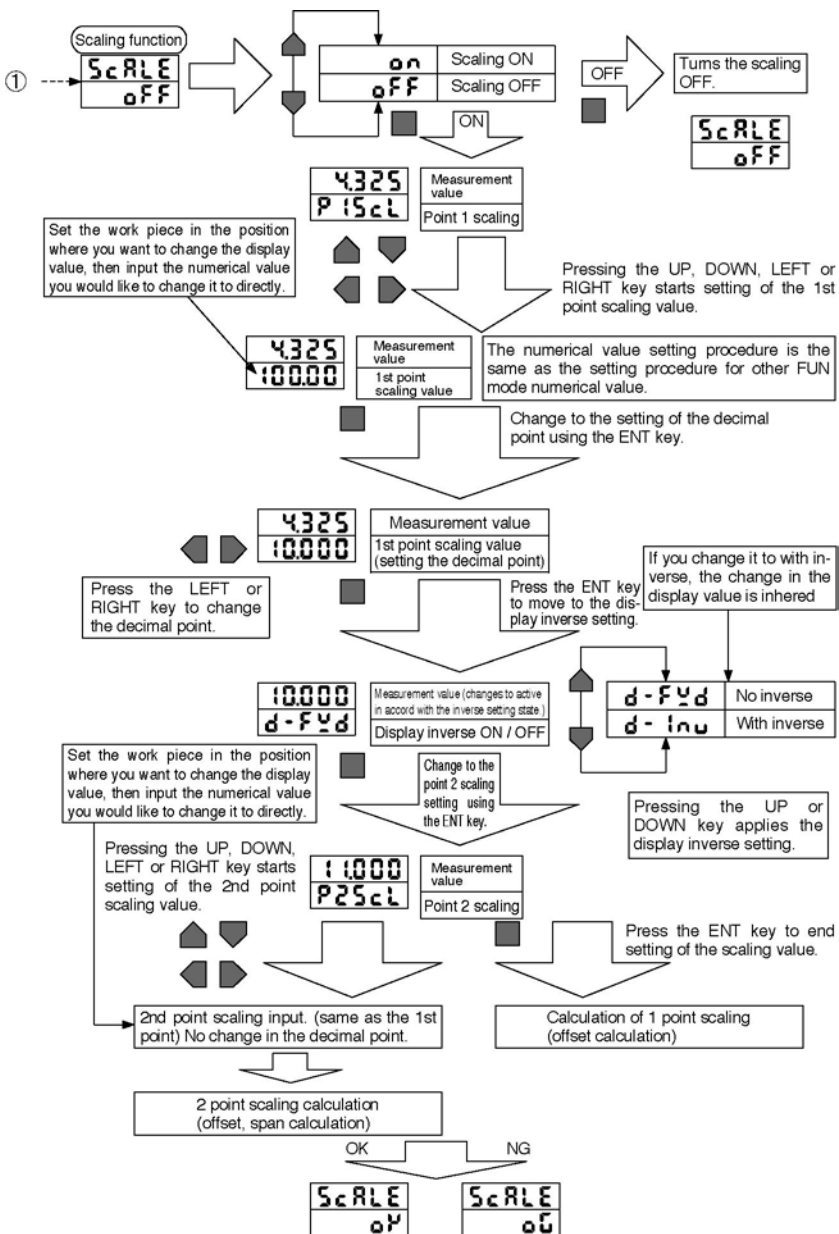 Scaling function
①
ScALE
oFF
on
Scaling ON
oFF
Scaling OFF
OFF
Turns the scaling
OFF.
ScALE
oFF
ON
4.325
P1ScL
Measurement
value
Point 1 scaling
Set the work piece in the position
where you want to change the display
value, then input the numerical value
you would like to change it to directly.
Pressing the UP, DOWN, LEFT or
RIGHT key starts setting of the 1st
point scaling value.
4.325
100.00
Measurement
value
1st point
scaling value
The numerical value setting procedure is the
same as the setting procedure for other FUN
mode numerical value.
Change to the setting of the decimal
point using the ENT key.
4.325
10.000
Measurement value
1st point scaling value
(setting the decimal point)
If you change it to with in-
verse, the change in the
display value is inhered
Press the LEFT or
RIGHT key to change
the decimal point.
Press the ENT key
to move to the dis-
play inverse setting.
10.000
d-FYd
Measurement value (changes to active
in accord with the inverse setting state.)
Display inverse ON / OFF
d-FYd
No inverse
d-Inv
With inverse
Set the work piece in the position
where you want to change the display
value, then input the numerical value
you would like to change it to directly.
Change to the
point 2 scaling
setting using
the ENT key.
Pressing the UP or
DOWN key applies the
display inverse setting.
Pressing the UP, DOWN,
LEFT or RIGHT key starts
setting of the 2nd point
scaling value.
11.000
P2ScL
Measurement
value
Point 2 scaling
Press the ENT key to end
setting of the scaling value.
2nd point scaling input. (same as the 1st
point) No change in the decimal point.
Calculation of 1 point scaling
(offset calculation)
2 point scaling calculation
(offset, span calculation)
OK
NG
ScALE
oK
ScALE
oG